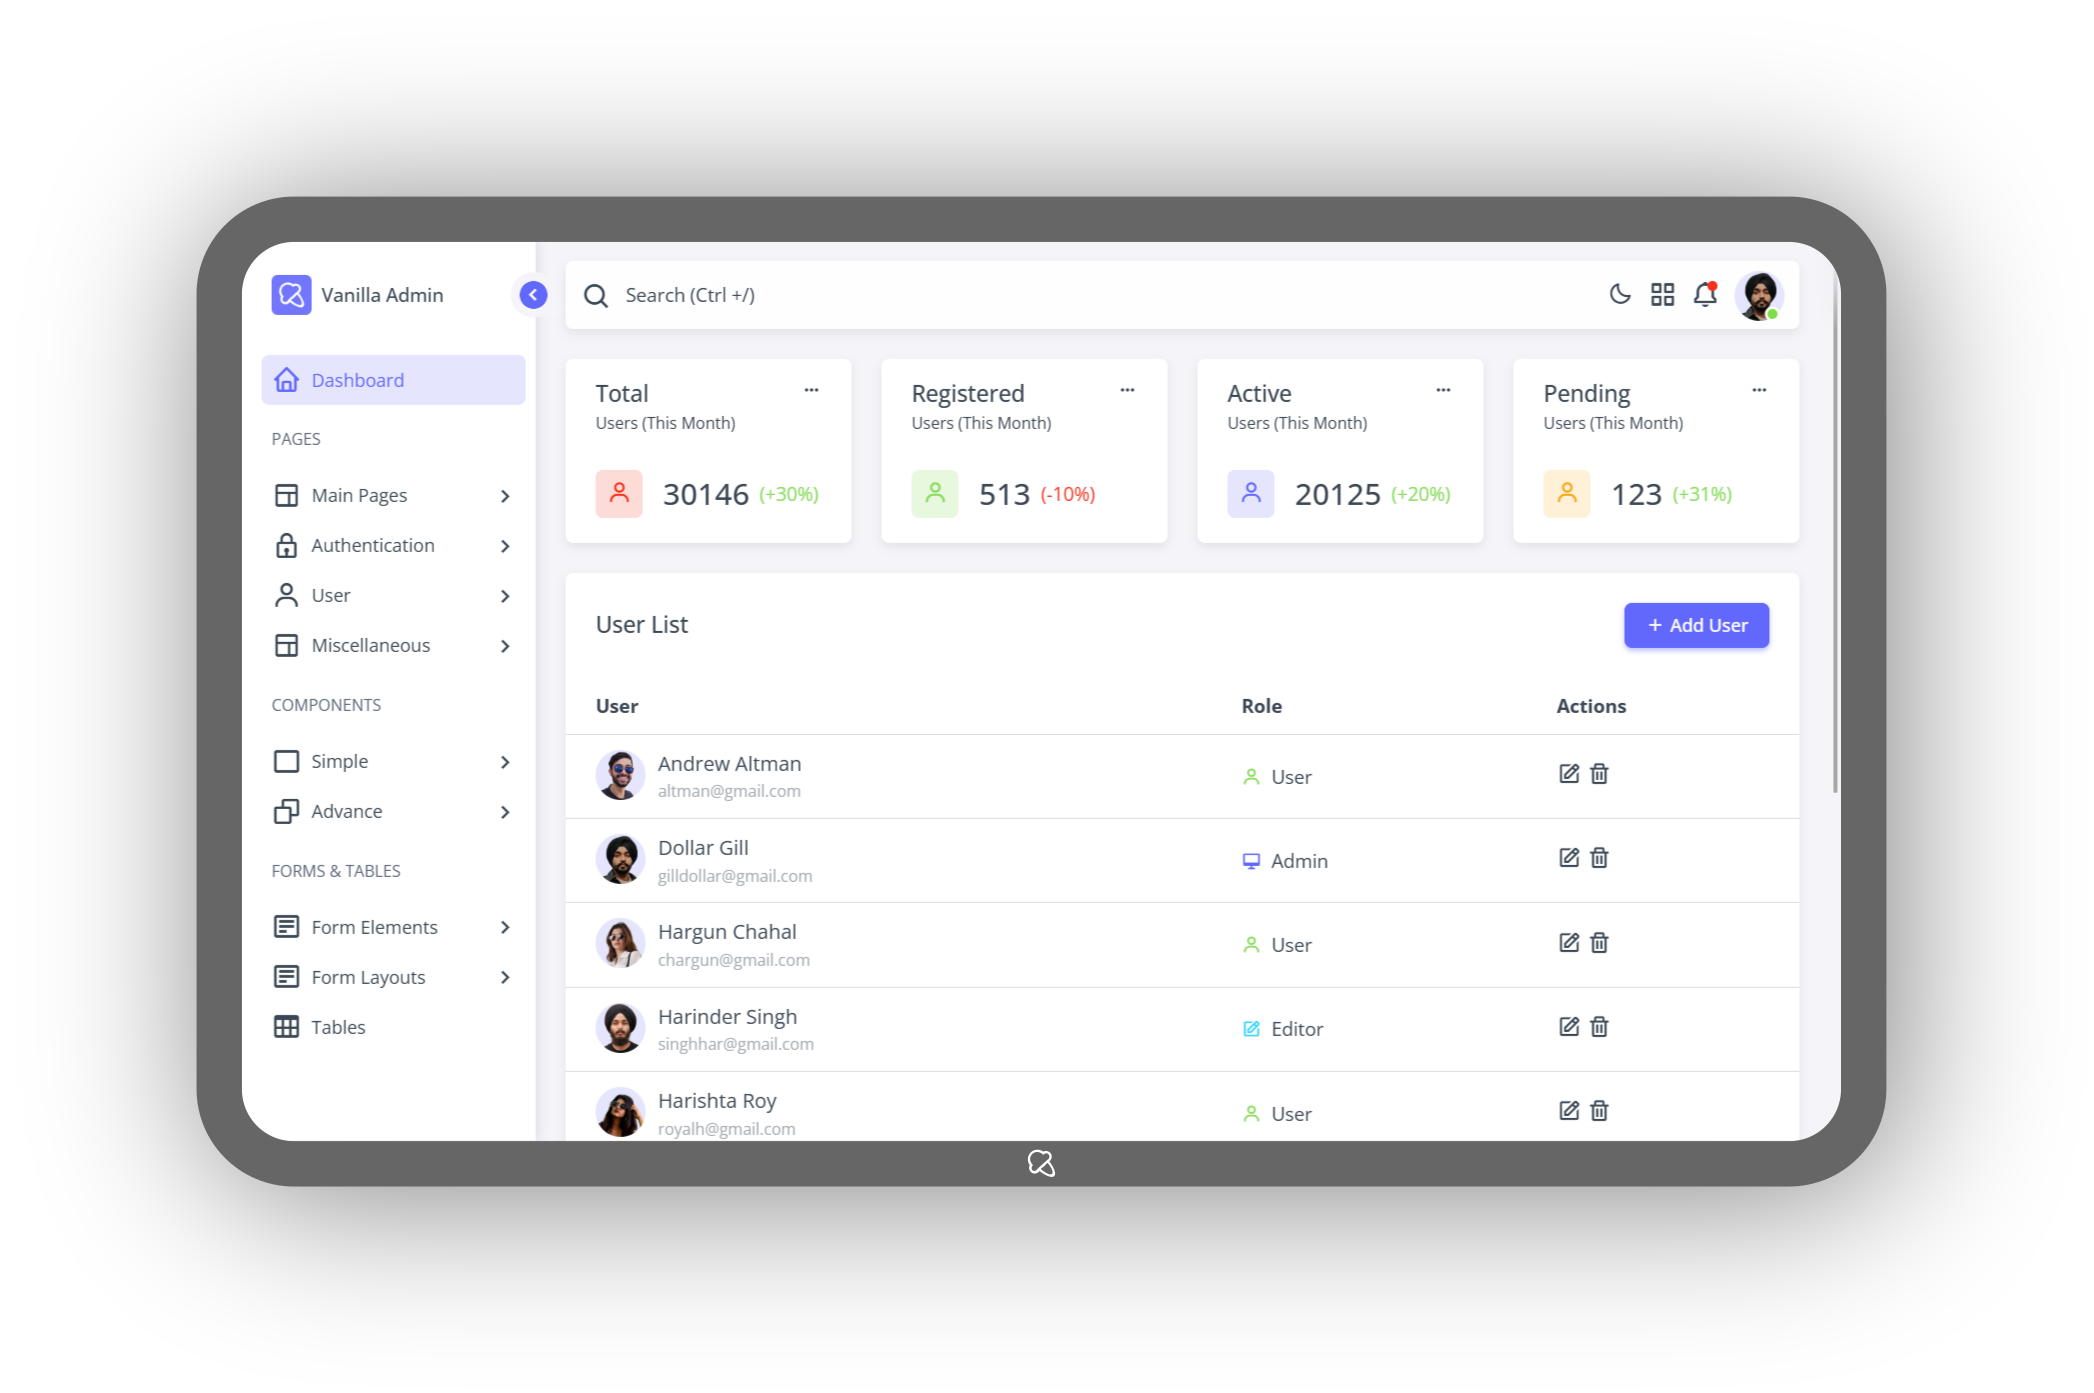 Vanilla Admin
Dashboard
PAGES
Main Pages
Authentication
User
Miscellaneous
COMPONENTS
Simple
Advance
FORMS & TABLES
Form Elements
Form Layouts
Tables
Search (Ctrl +/)
Total
Users (This Month)
30146 (+30%)
Registered
Users (This Month)
513 (-10%)
Active
Users (This Month)
20125 (+20%)
Pending
Users (This Month)
123 (+31%)
User List
+ Add User
User Role Actions
Andrew Altman
altman@gmail.com
User
Dollar Gill
gilldollar@gmail.com
Admin
Hargun Chahal
chargun@gmail.com
User
Harinder Singh
singhhar@gmail.com
Editor
Harishta Roy
royalh@gmail.com
User